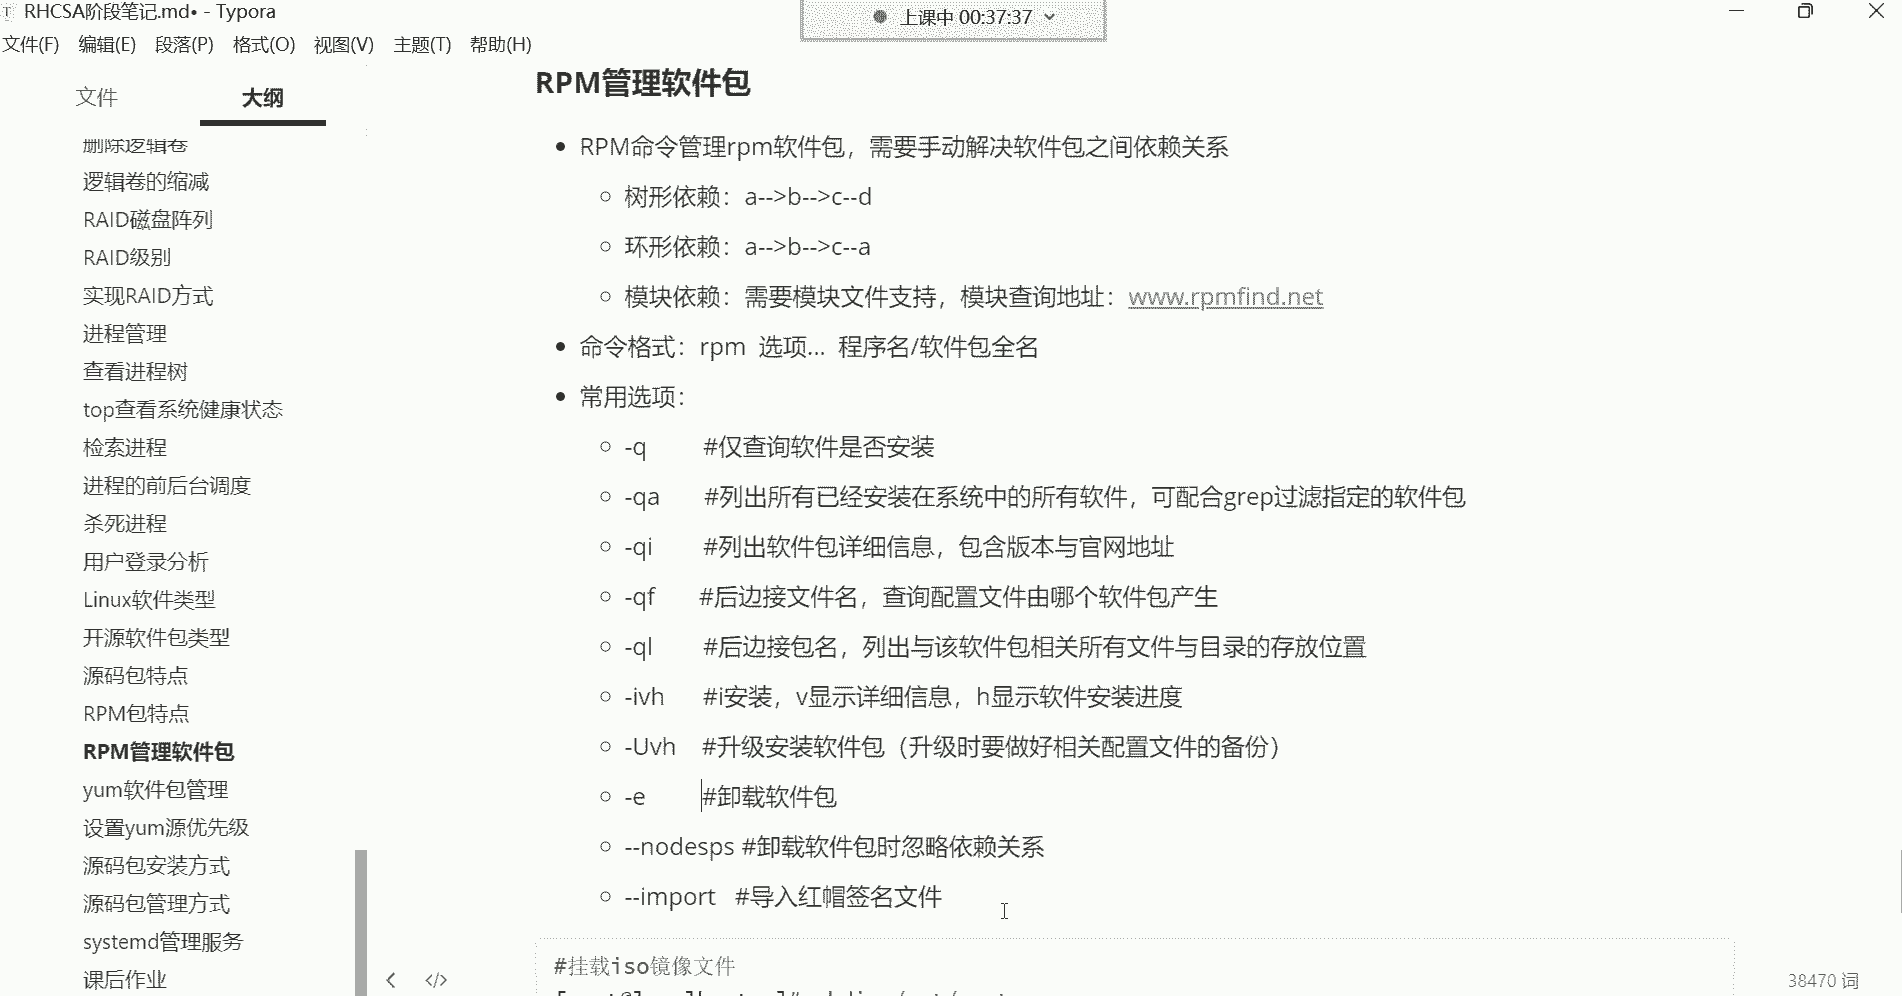 RHCSA阶段笔记.md• - Typora
上课中 00:37:37
文件(F) 编辑(E) 段落(P) 格式(O) 视图(V) 主题(T) 帮助(H)
文件 大纲
删除逻辑卷
逻辑卷的缩减
RAID磁盘阵列
RAID级别
实现RAID方式
进程管理
查看进程树
top查看系统健康状态
检索进程
进程的前后台调度
杀死进程
用户登录分析
Linux软件类型
开源软件包类型
源码包特点
RPM包特点
RPM管理软件包
yum软件包管理
设置yum源优先级
源码包安装方式
源码包管理方式
systemd管理服务
课后作业
RPM管理软件包
RPM命令管理rpm软件包，需要手动解决软件包之间依赖关系
树形依赖：a-->b-->c--d
环形依赖：a-->b-->c--a
模块依赖：需要模块文件支持，模块查询地址：www.rpmfind.net
命令格式：rpm 选项... 程序名/软件包全名
常用选项：
-q #仅查询软件是否安装
-qa #列出所有已经安装在系统中的所有软件，可配合grep过滤指定的软件包
-qi #列出软件包详细信息，包含版本与官网地址
-qf #后边接文件名，查询配置文件由哪个软件包产生
-ql #后边接包名，列出与该软件包相关所有文件与目录的存放位置
-ivh #i安装，v显示详细信息，h显示软件安装进度
-Uvh #升级安装软件包（升级时要做好相关配置文件的备份）
-e #卸载软件包
--nodesps #卸载软件包时忽略依赖关系
--import #导入红帽签名文件
#挂载iso镜像文件
38470 词